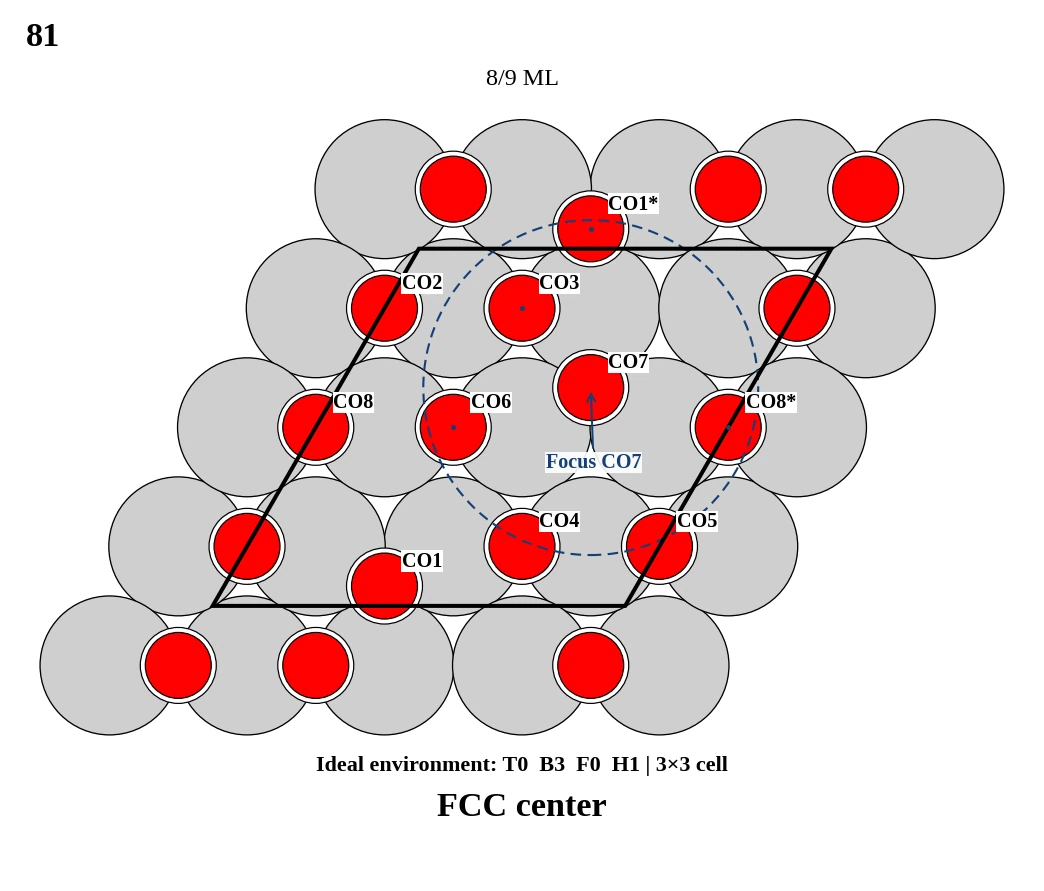 81
8/9 ML
CO1*
CO2
CO3
CO7
CO8
CO6
CO8*
Focus CO7
CO4
CO5
CO1
Ideal environment: T0  B3  F0  H1 | 3×3 cell
FCC center